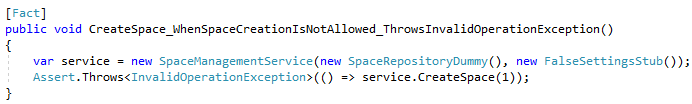 [Fact]
public void CreateSpace_WhenSpaceCreationIsNotAllowed_ThrowsInvalidOperationException()
{
    var service = new SpaceManagementService(new SpaceRepositoryDummy(), new FalseSettingsStub());
    Assert.Throws<InvalidOperationException>(() => service.CreateSpace(1));
}